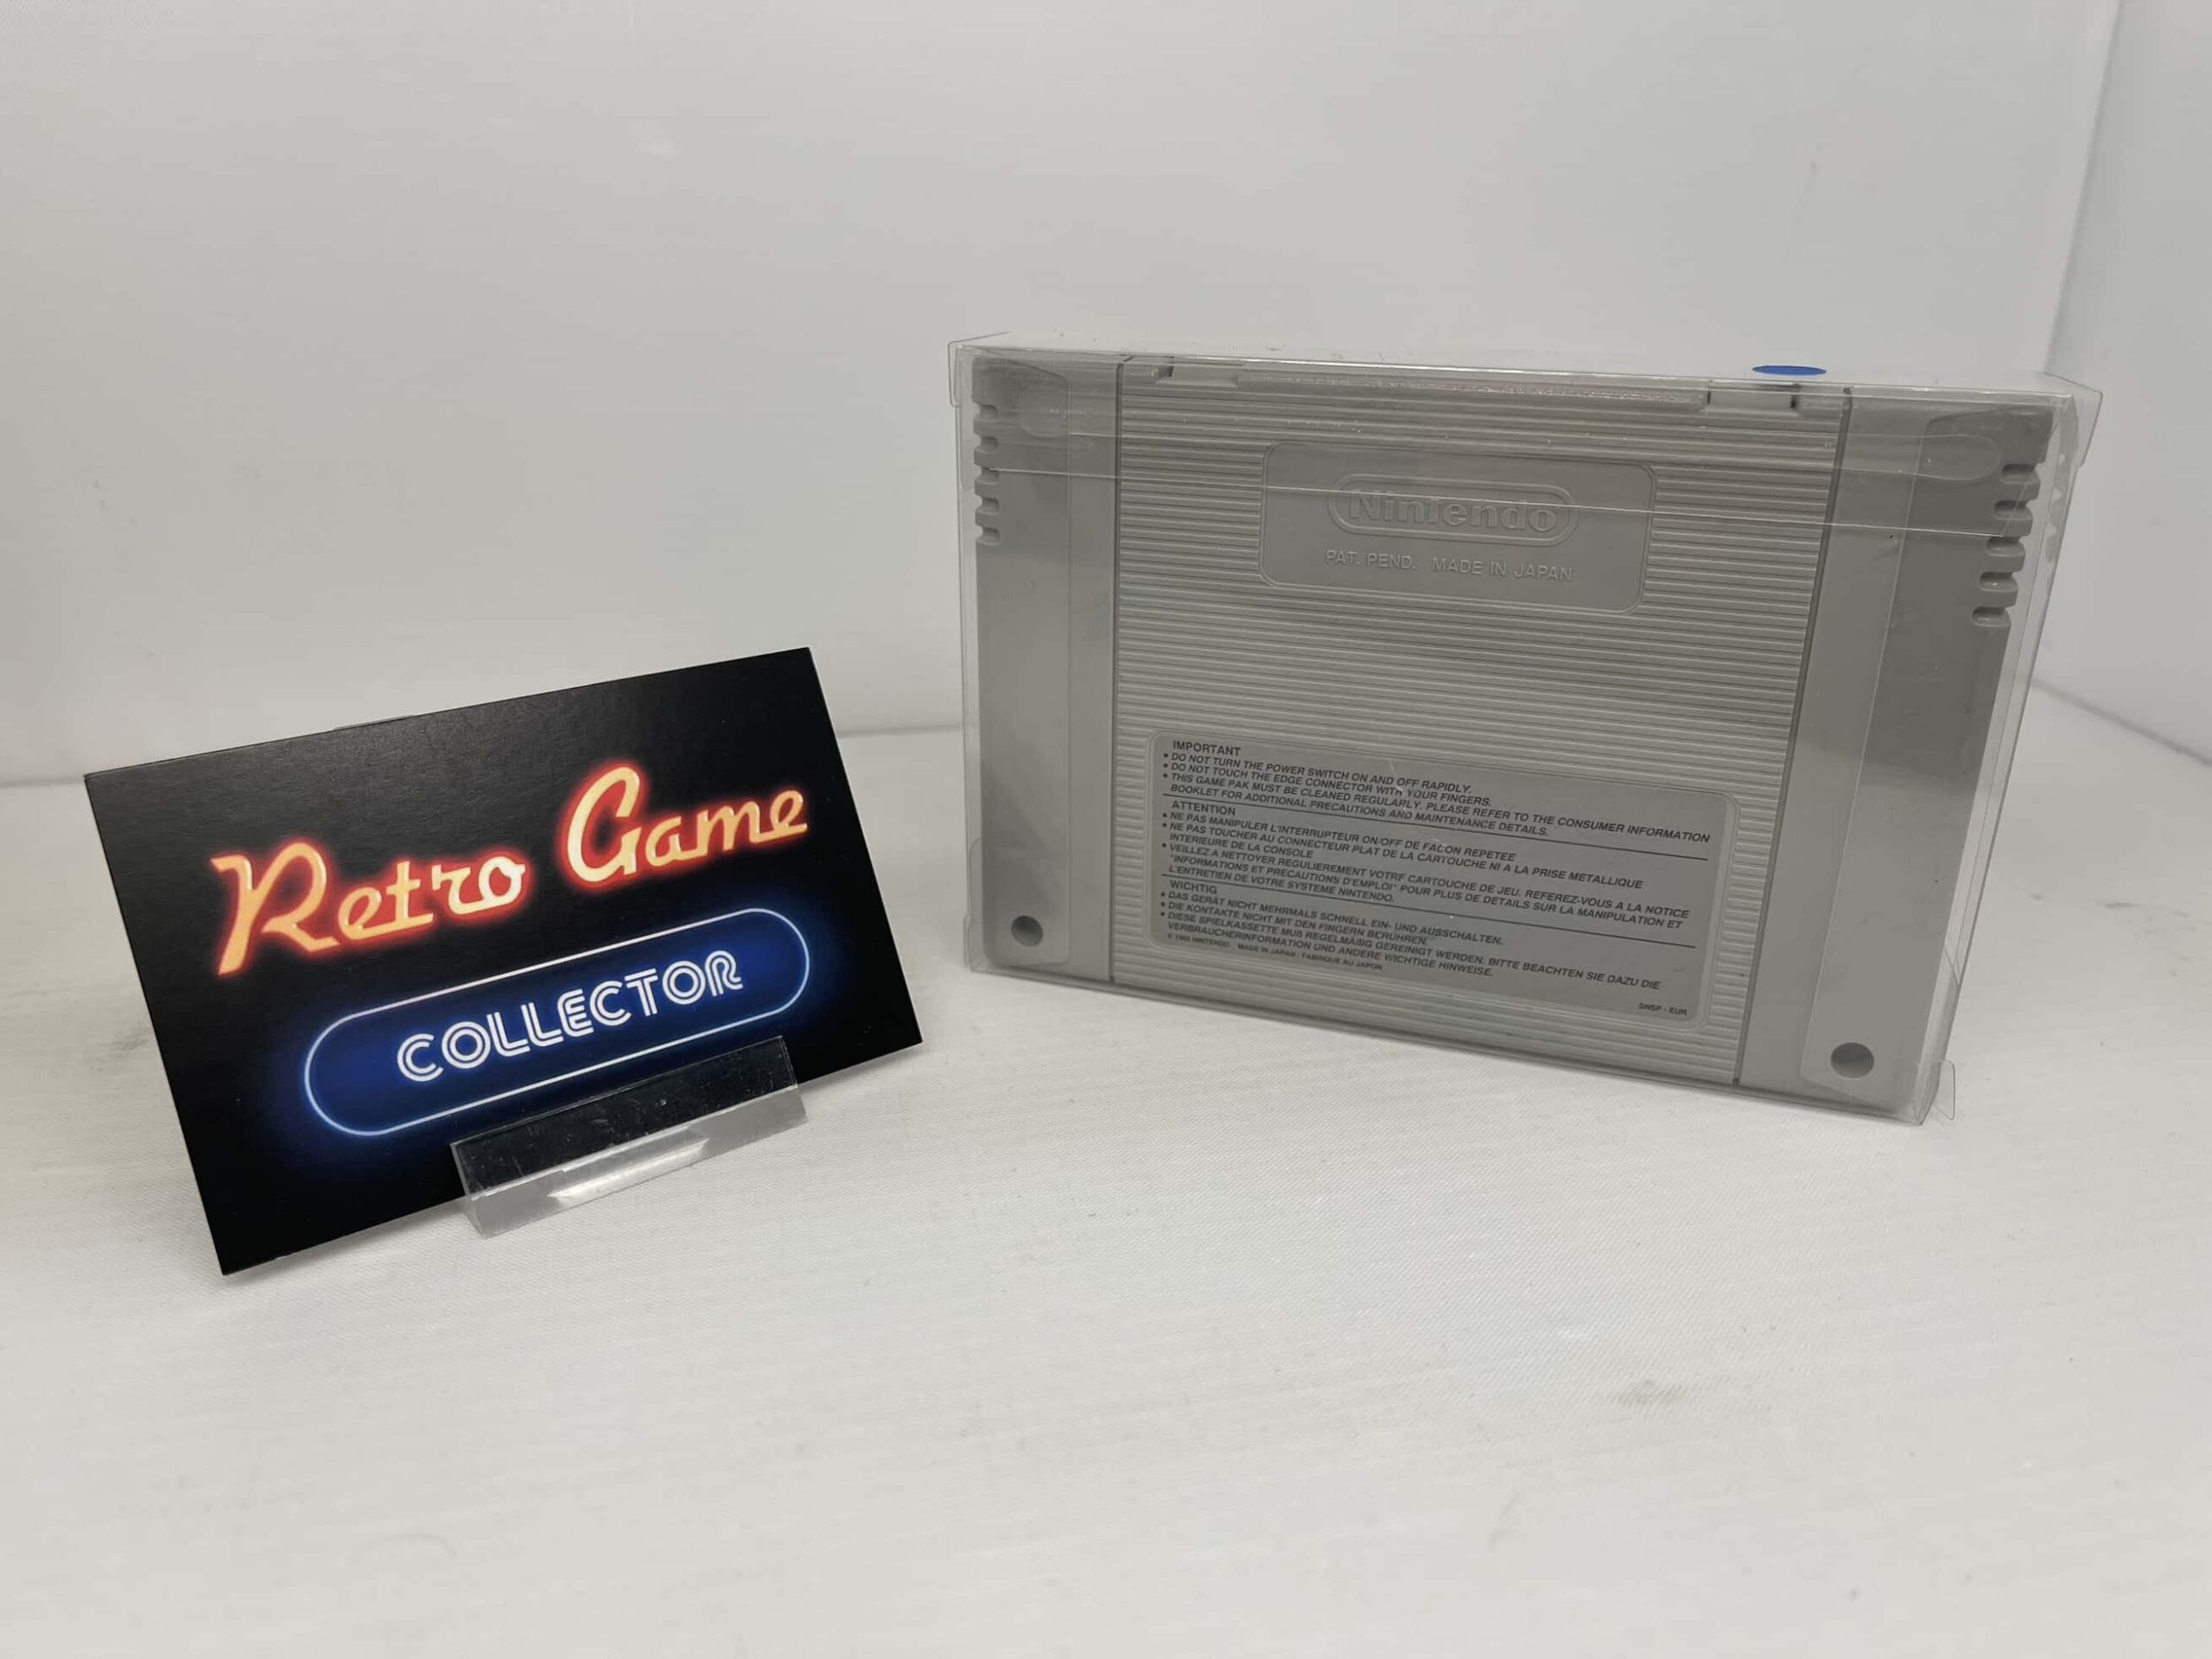 Retro Game
COLLECTOR
Nintendo
PAT. PEND. MADE IN JAPAN
IMPORTANT
• DO NOT TURN THE POWER SWITCH ON AND OFF RAPIDLY.
• DO NOT TOUCH THE EDGE CONNECTOR WITH YOUR FINGERS.
• THIS GAME PAK MUST BE CLEANED REGULARLY. PLEASE REFER TO THE CONSUMER INFORMATION
BOOKLET FOR ADDITIONAL PRECAUTIONS AND MAINTENANCE DETAILS.
ATTENTION
• NE PAS MANIPULER L'INTERRUPTEUR ON/OFF DE FACON REPETEE
• NE PAS TOUCHER AU CONNECTEUR PLAT DE LA CARTOUCHE NI A LA PRISE METALLIQUE
INTERIEURE DE LA CONSOLE
• VEILLEZ A NETTOYER REGULIEREMENT VOTRE CARTOUCHE DE JEU. REFEREZ-VOUS A LA NOTICE
"INFORMATIONS ET PRECAUTIONS D'EMPLOI" POUR PLUS DE DETAILS SUR LA MANIPULATION ET
L'ENTRETIEN DE VOTRE SYSTEME NINTENDO.
WICHTIG
• DAS GERÄT NICHT MEHRMALS SCHNELL EIN- UND AUSSCHALTEN.
• DIE KONTAKTE NICHT MIT DEN FINGERN BERÜHREN.
• DIESE SPIELKASSETTE MUß REGELMÄßIG GEREINIGT WERDEN. BITTE BEACHTEN SIE DAZU DIE
VERBRAUCHERINFORMATION UND ANDERE WICHTIGE HINWEISE.
© 1992 NINTENDO MADE IN JAPAN / FABRIQUE AU JAPON
SNSP - EUR